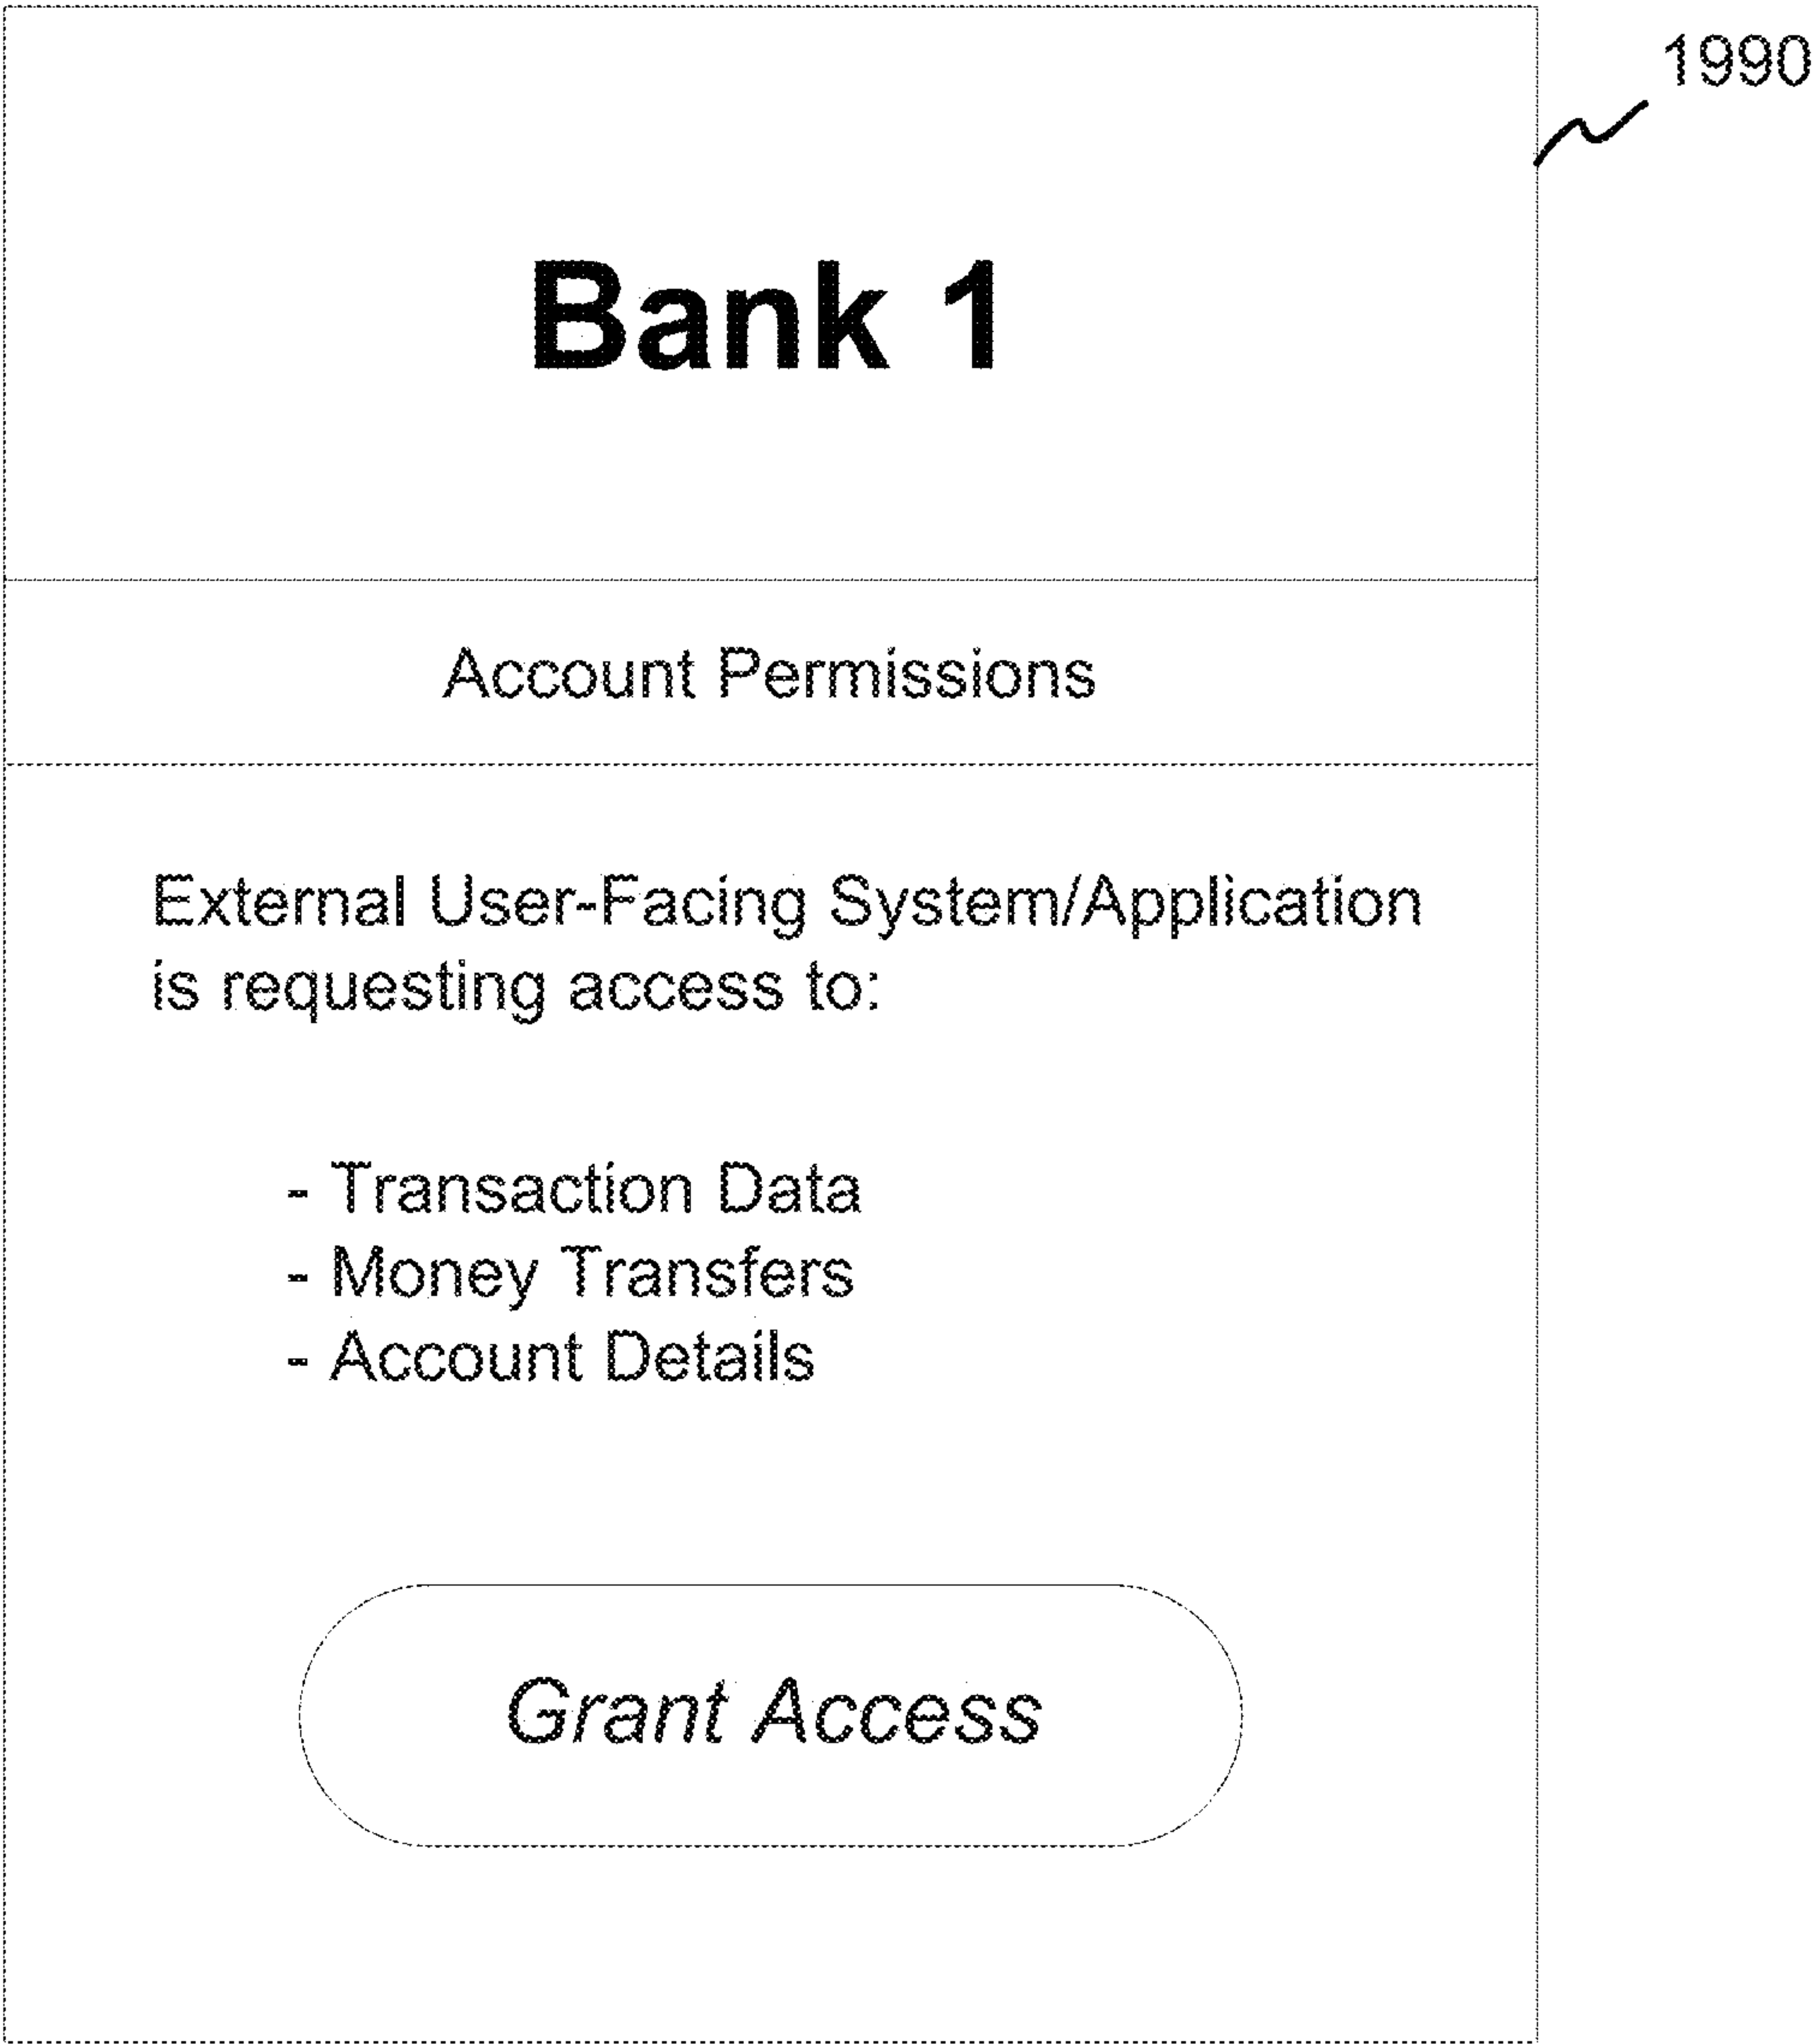 1990
Bank 1
Account Permissions
External User-Facing System/Application
is requesting access to:
- Transaction Data
- Money Transfers
- Account Details
Grant Access